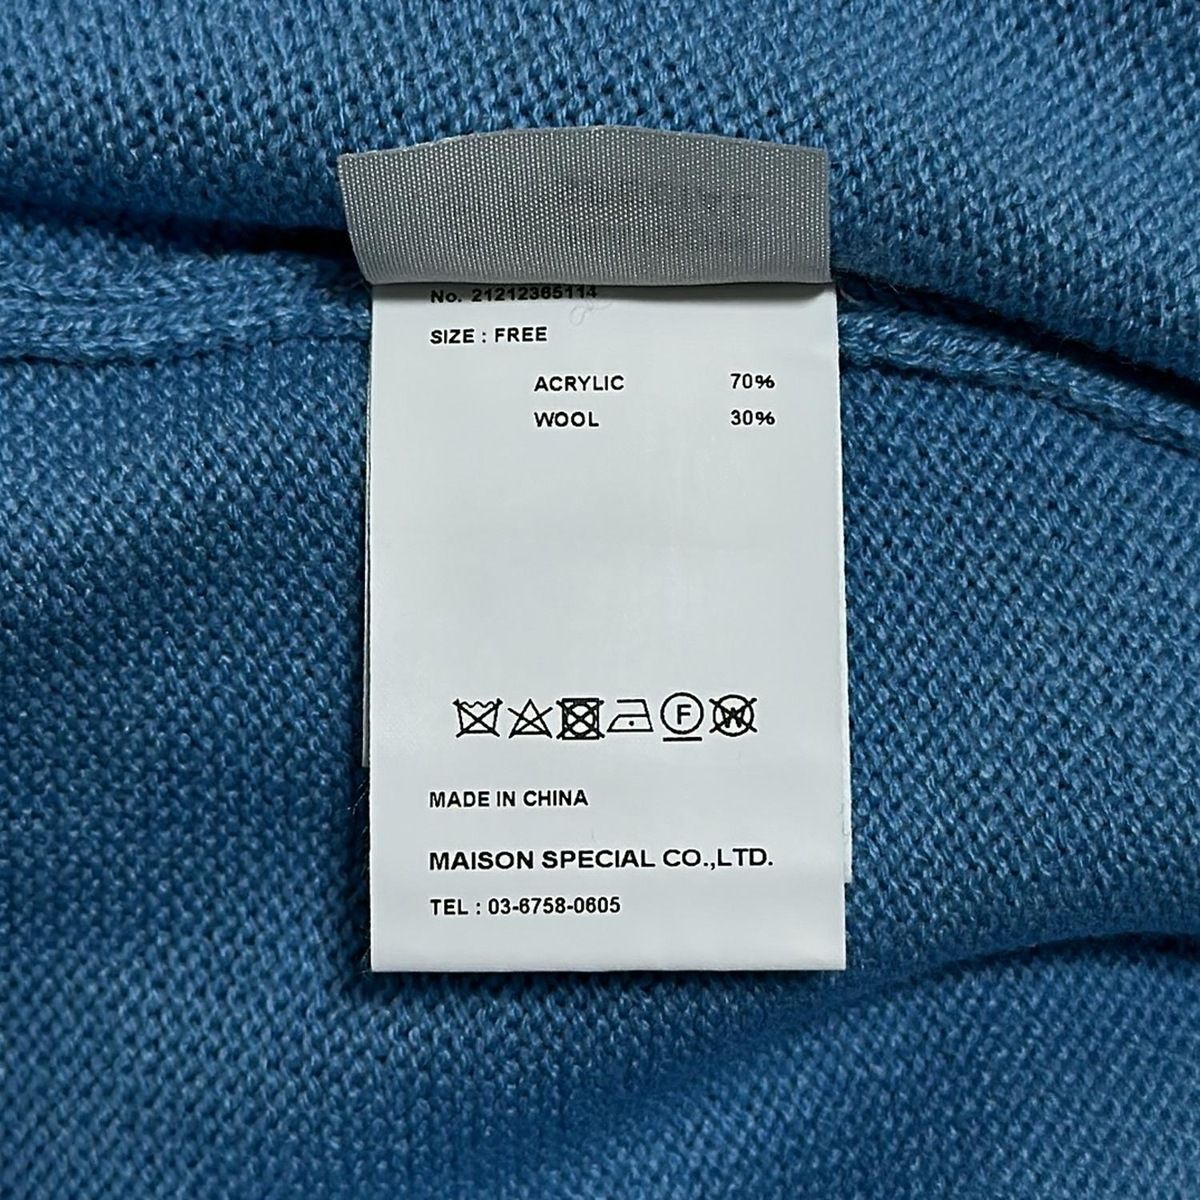 No. 21212365114
SIZE : FREE
ACRYLIC 70%
WOOL 30%
F W
MADE IN CHINA
MAISON SPECIAL CO.,LTD.
TEL : 03-6758-0605